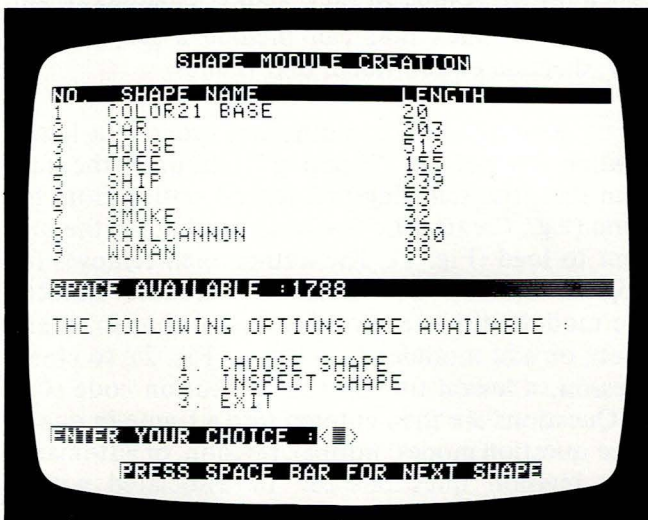 SHAPE MODULE CREATION
NO. SHAPE NAME LENGTH
1 COLOR21 BASE 20
2 CAR 203
3 HOUSE 512
4 TREE 155
5 SHIP 239
6 MAN 53
7 SMOKE 32
8 RAILCANNON 330
9 WOMAN 88
SPACE AVAILABLE :1788
THE FOLLOWING OPTIONS ARE AVAILABLE :
1. CHOOSE SHAPE
2. INSPECT SHAPE
3. EXIT
ENTER YOUR CHOICE :< >
PRESS SPACE BAR FOR NEXT SHAPE